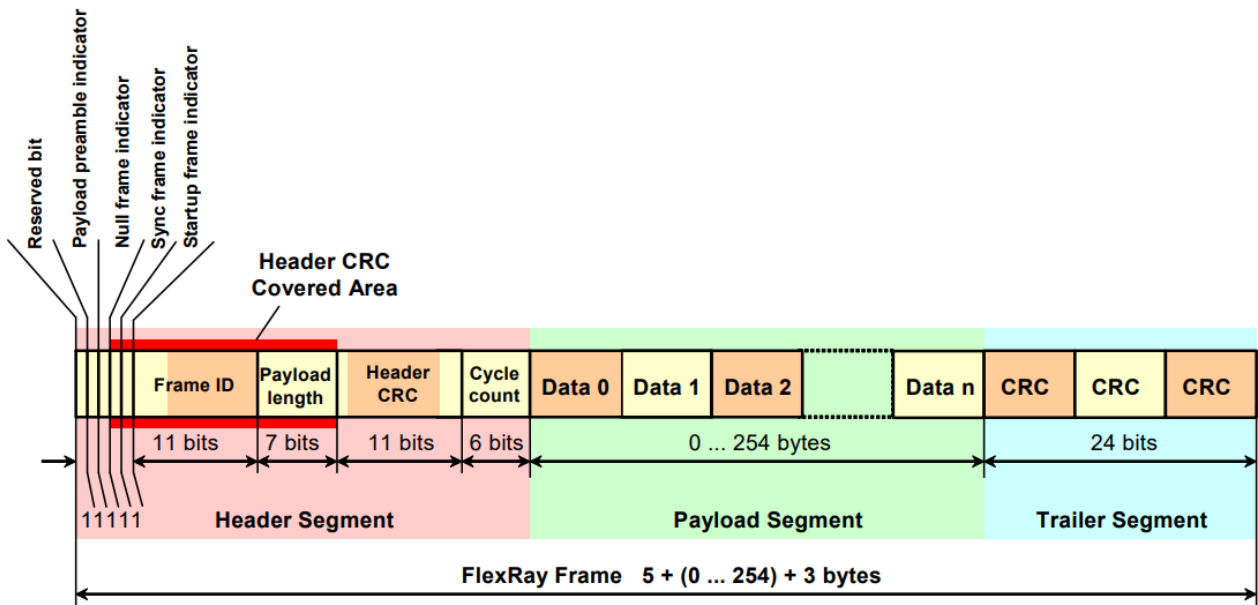 Reserved bit
Payload preamble indicator
Null frame indicator
Sync frame indicator
Startup frame indicator
Header CRC
Covered Area
Frame ID
Payload
length
Header
CRC
Cycle
count
Data 0
Data 1
Data 2
Data n
CRC
CRC
CRC
11 bits
7 bits
11 bits
6 bits
0 ... 254 bytes
24 bits
11111
Header Segment
Payload Segment
Trailer Segment
FlexRay Frame 5 + (0 ... 254) + 3 bytes